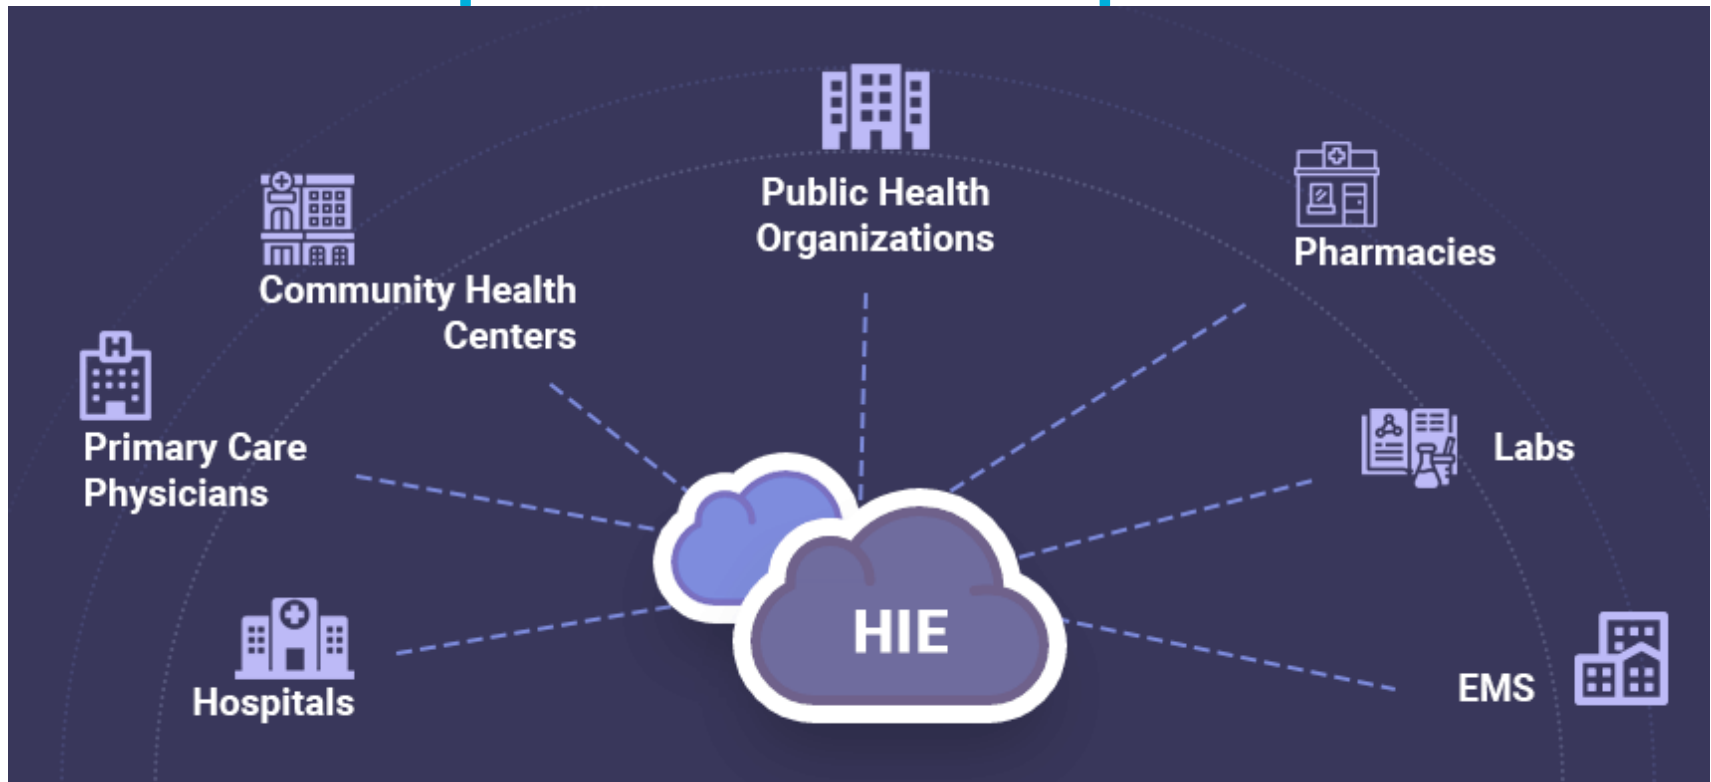 Public Health
Organizations
Pharmacies
Community Health
Centers
Primary Care
Physicians
Labs
HIE
Hospitals
EMS